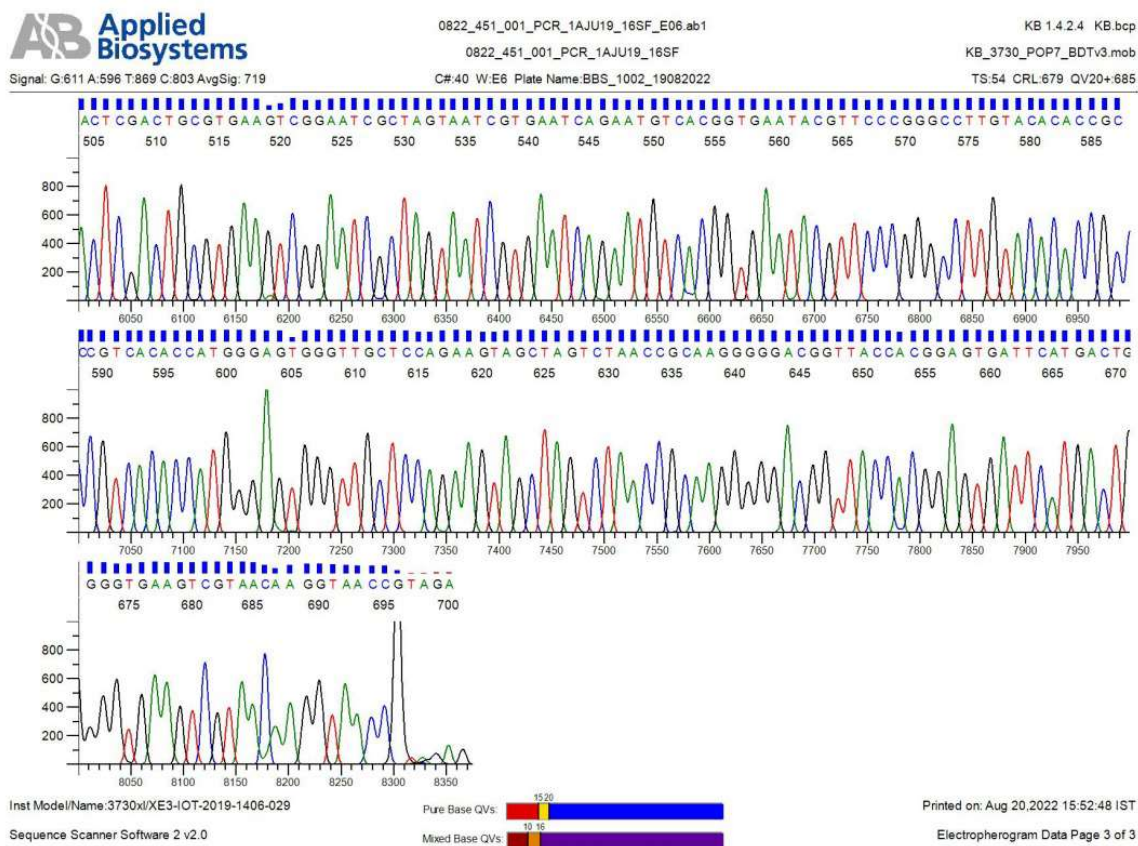 AB Applied Biosystems
0822_451_001_PCR_1AJU19_16SF_E06.ab1
KB 1.4.2.4 KB.bcp
0822_451_001_PCR_1AJU19_16SF
KB_3730_POP7_BDTv3.mob
Signal: G:611 A:596 T:869 C:803 AvgSig: 719
C#:40 W:E6 Plate Name:BBS_1002_19082022
TS:54 CRL:679 QV20+:685
ACTCGACTGCGTGAAGTCGGAATCGCTAGTAATCGTGAATCAGAATGTCACGGTGAATACGTTCCCGGGCCTTGTACACACCGC
505 510 515 520 525 530 535 540 545 550 555 560 565 570 575 580 585
800
600
400
200
6050 6100 6150 6200 6250 6300 6350 6400 6450 6500 6550 6600 6650 6700 6750 6800 6850 6900 6950
CCGTCACACCATGGGAGTGGGTTGCTCCAGAAGTAGCTAGTCTAACCGCAAGGGGGACGGTTACCACGGAGTGATTCATGACTG
590 595 600 605 610 615 620 625 630 635 640 645 650 655 660 665 670
800
600
400
200
7050 7100 7150 7200 7250 7300 7350 7400 7450 7500 7550 7600 7650 7700 7750 7800 7850 7900 7950
GGGTGAAGTCGTAACAA GGTAACCGTAGA
675 680 685 690 695 700
800
600
400
200
8050 8100 8150 8200 8250 8300 8350
Inst Model/Name:3730xl/XE3-IOT-2019-1406-029
Pure Base QVs: 15 20
Printed on: Aug 20,2022 15:52:48 IST
Sequence Scanner Software 2 v2.0
Mixed Base QVs: 10 16
Electropherogram Data Page 3 of 3